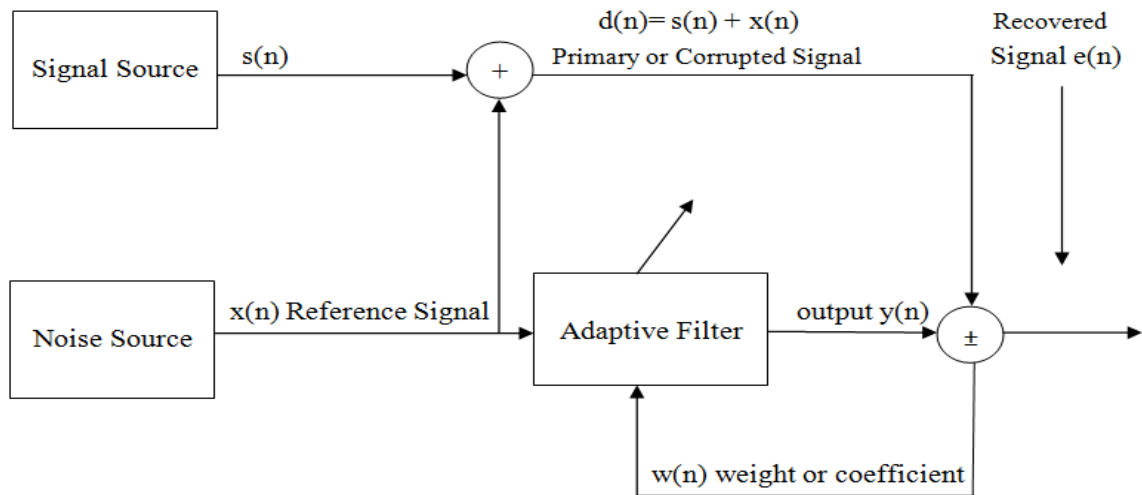 d(n)= s(n) + x(n)
Recovered
Signal e(n)
Signal Source
s(n)
+
Primary or Corrupted Signal
Noise Source
x(n) Reference Signal
Adaptive Filter
output y(n)
±
w(n) weight or coefficient